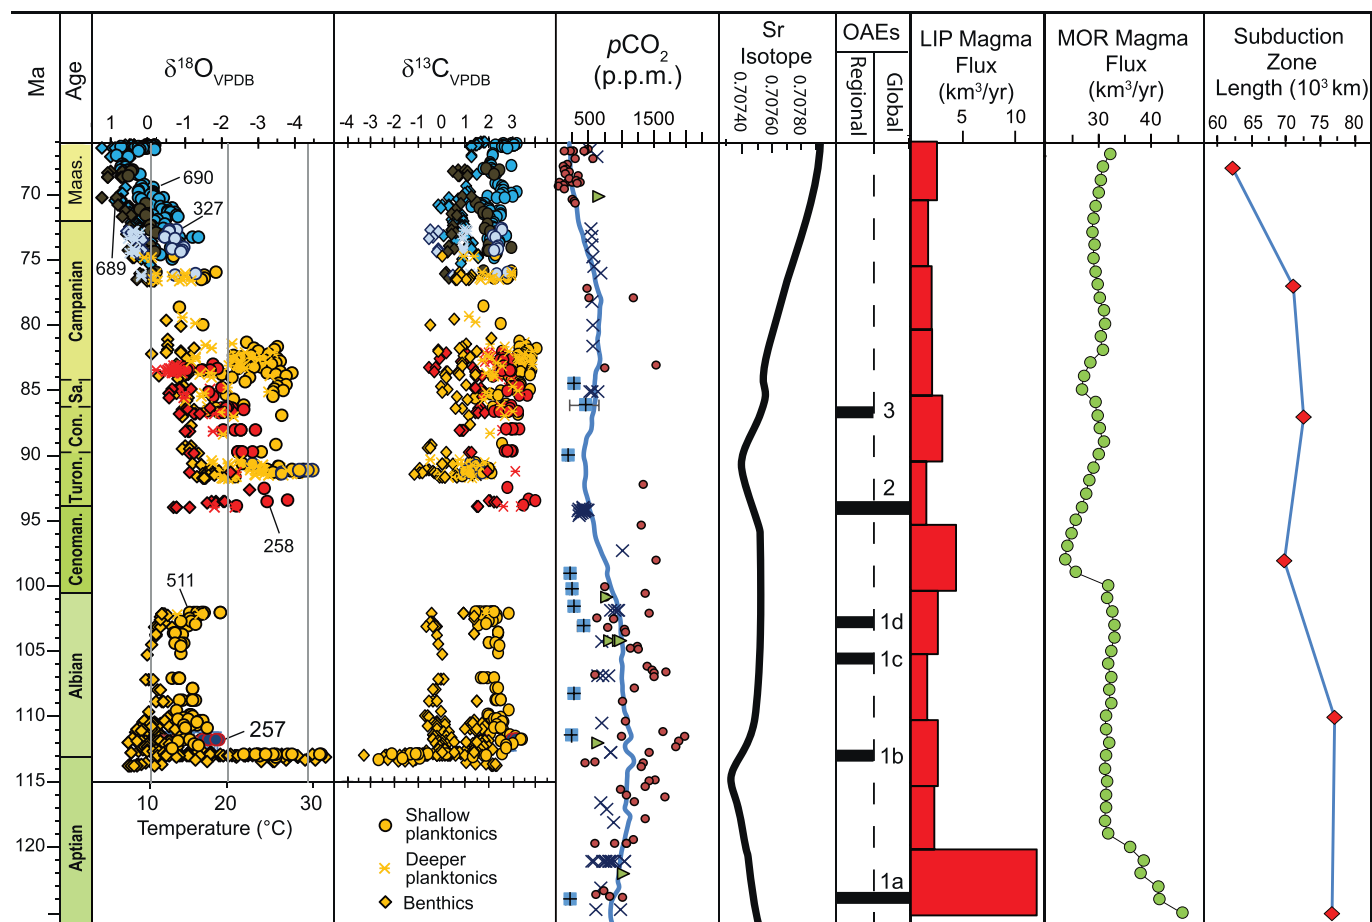 Ma
Age
δ18OVPDB
1 0 -1 -2 -3 -4
δ13CVPDB
-4 -3 -2 -1 0 1 2 3
pCO2
(p.p.m.)
500 1500
Sr
Isotope
0.70740
0.70760
0.70780
OAEs
Regional
Global
LIP Magma
Flux
(km3/yr)
5 10
MOR Magma
Flux
(km3/yr)
30 40
Subduction
Zone
Length (103 km)
60 65 70 75 80
70
75
80
85
90
95
100
105
110
115
120
Maas.
Campanian
Sa.
Con.
Turon.
Cenoman.
Albian
Aptian
690
327
689
258
511
257
10 20 30
Temperature (°C)
Shallow
planktonics
Deeper
planktonics
Benthics
3
2
1d
1c
1b
1a